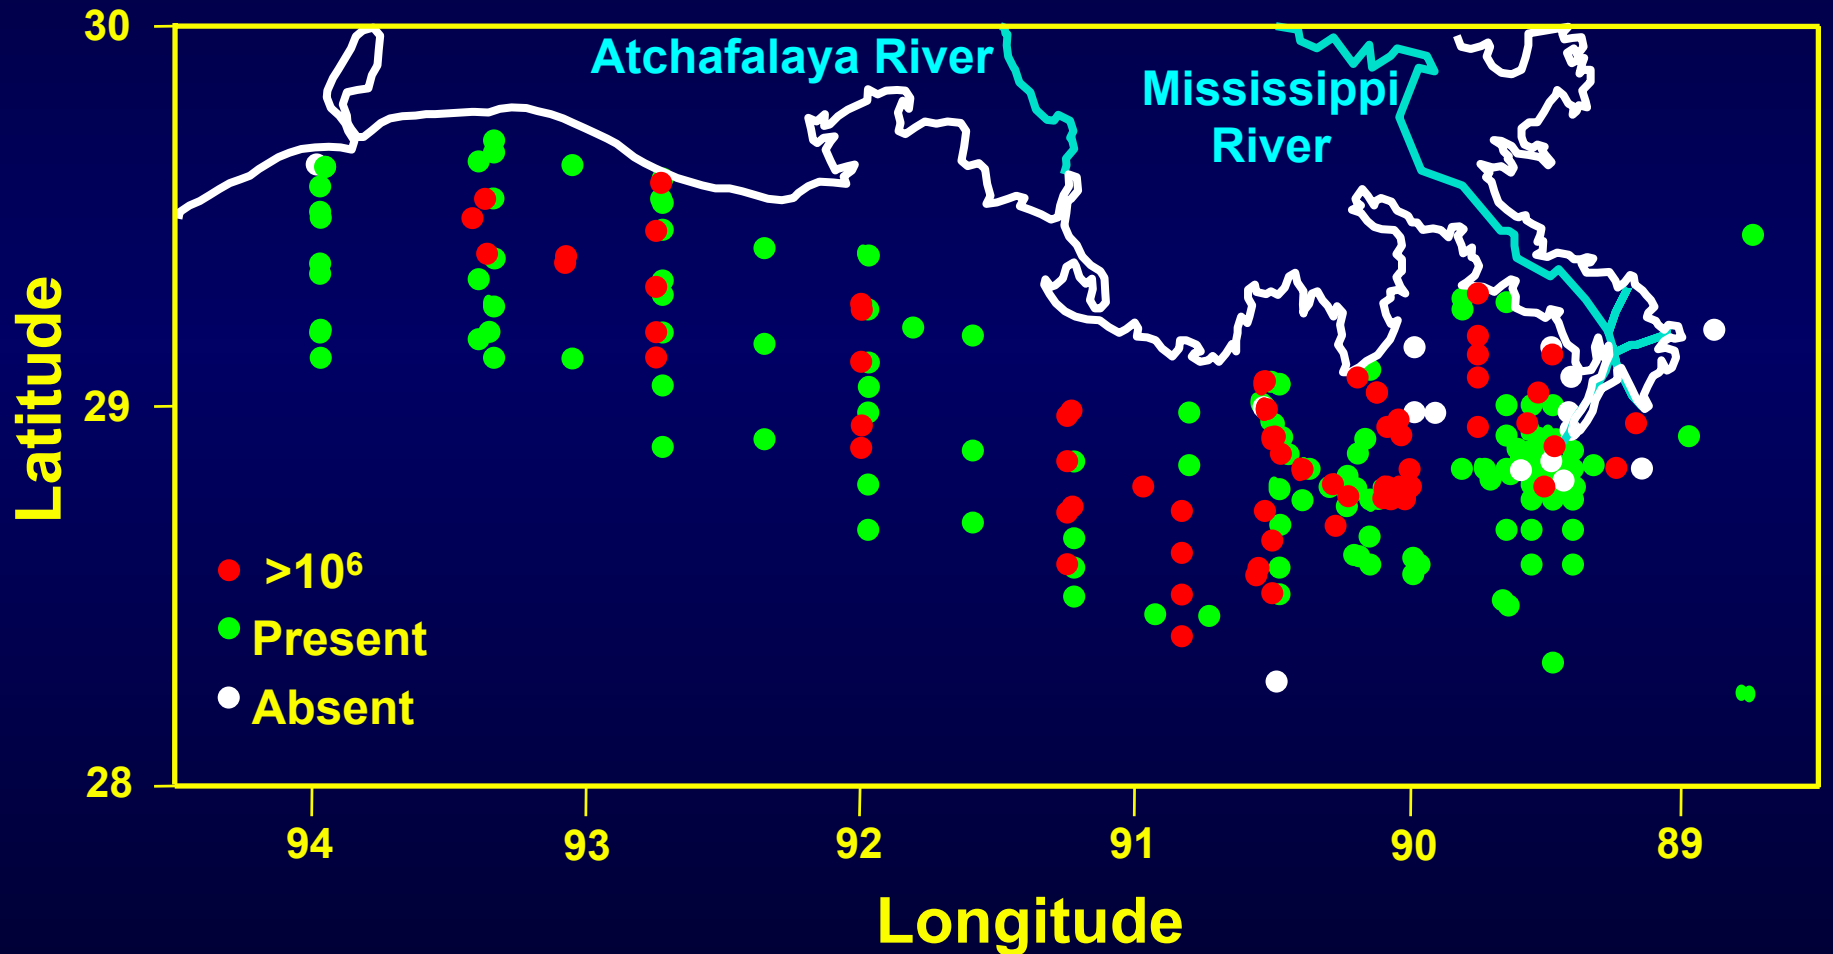 30
Atchafalaya River
Mississippi
River
Latitude
29
>10⁶
Present
Absent
28
94
93
92
91
90
89
Longitude